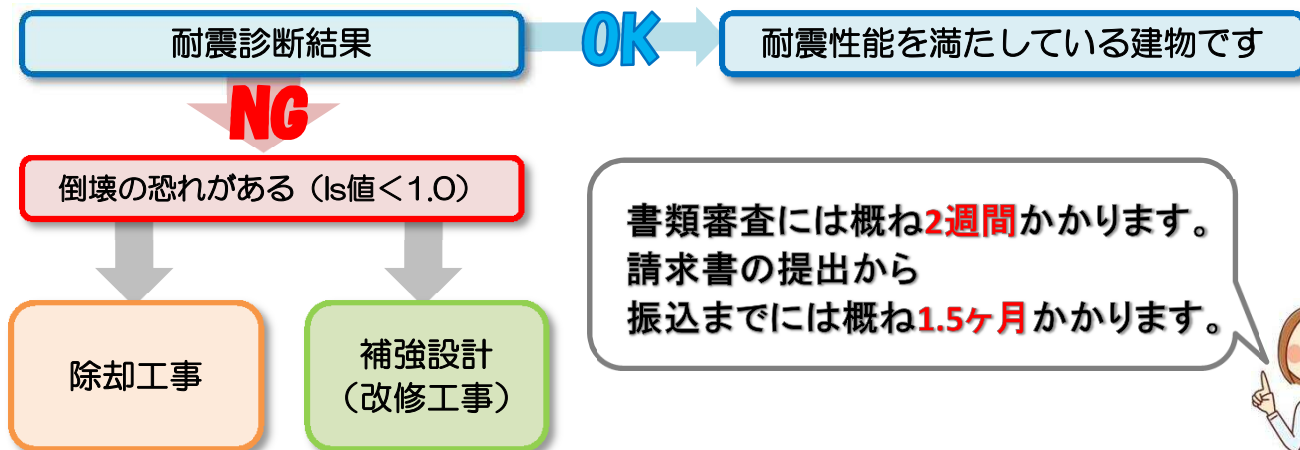 耐震診断結果
OK
耐震性能を満たしている建物です
NG
倒壊の恐れがある（Is値＜1.0）
書類審査には概ね2週間かかります。
請求書の提出から
振込までには概ね1.5ヶ月かかります。
除却工事
補強設計
（改修工事）